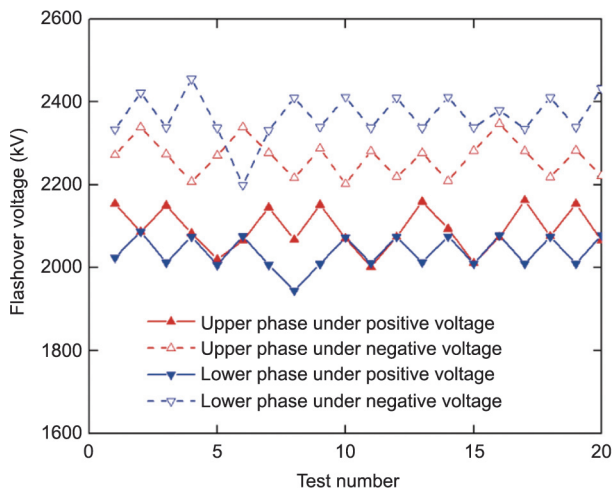 2600
2400
2200
2000
1800
1600
Flashover voltage (kV)
Upper phase under positive voltage
Upper phase under negative voltage
Lower phase under positive voltage
Lower phase under negative voltage
0 5 10 15 20
Test number